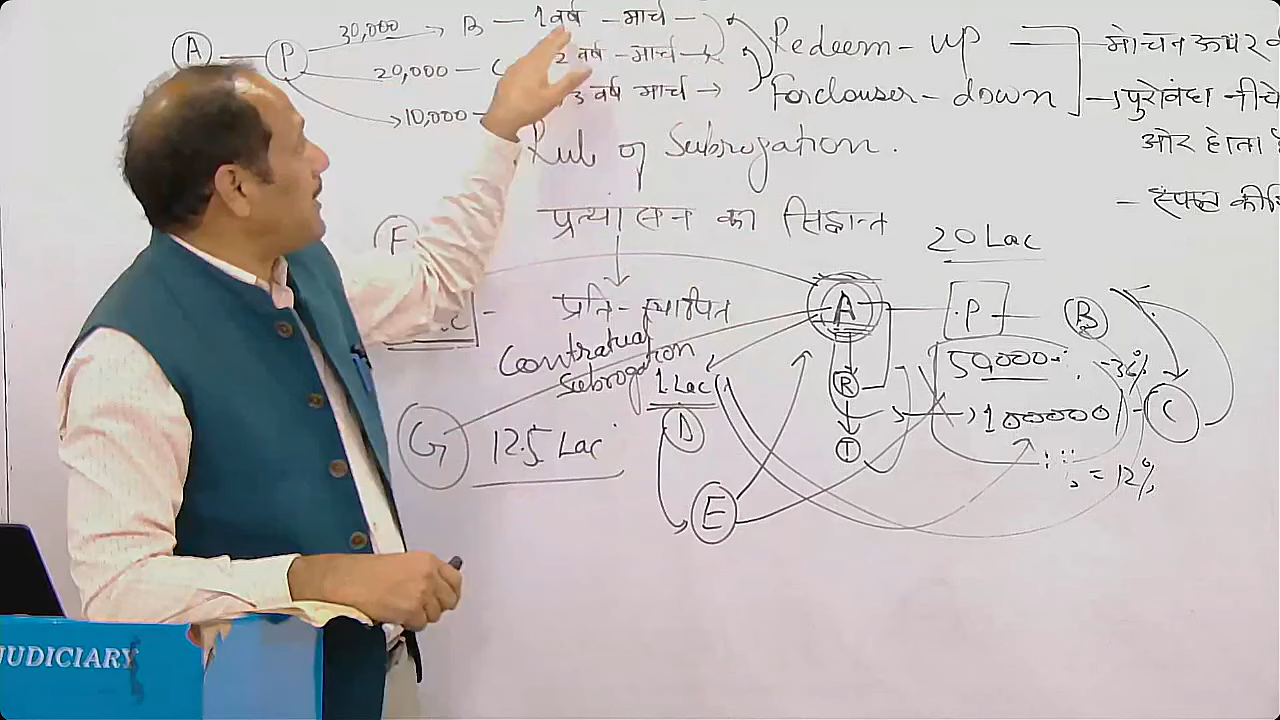 A — P 30,000 B — 1 वर्ष – मार्च –
20,000 — C 2 वर्ष – मार्च →
10,000 — 3 वर्ष मार्च →
Redeem – up — मोचन ऊपर
Forclouser – down → पुरोबंध नीचे
ओर होता
Rule of Subrogation.
– स्पष्ट
प्रत्यासन का सिद्धान्त
F
20 Lac
प्रति-स्थापित
A P B
Contratual
Subrogation
1 Lac
50,000 – 36%
R 100000 C
G 12.5 Lac
D
T
= 12%
E
JUDICIARY